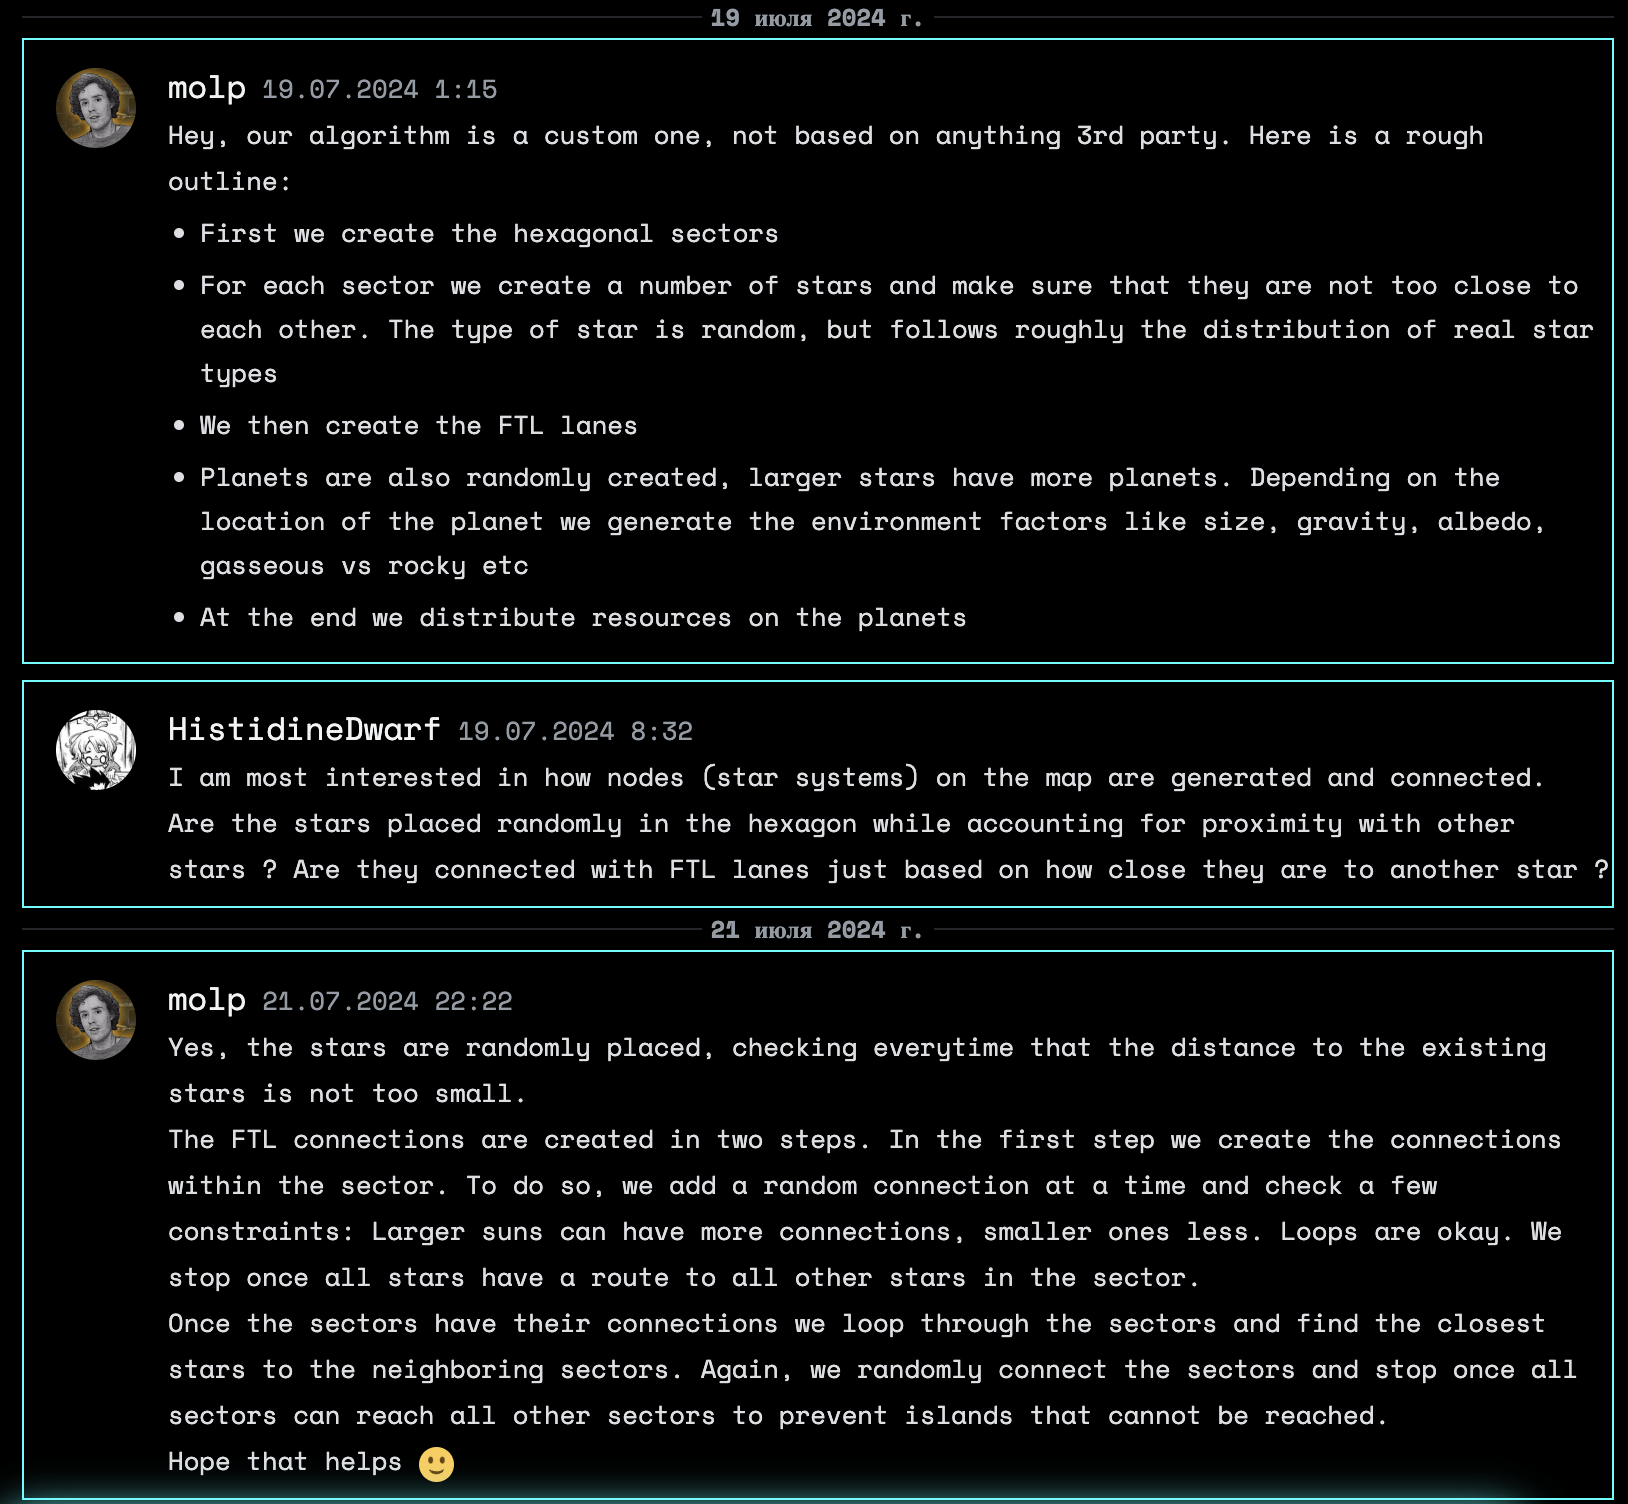 19 июля 2024 г.
molp 19.07.2024 1:15
Hey, our algorithm is a custom one, not based on anything 3rd party. Here is a rough
outline:
• First we create the hexagonal sectors
• For each sector we create a number of stars and make sure that they are not too close to
each other. The type of star is random, but follows roughly the distribution of real star
types
• We then create the FTL lanes
• Planets are also randomly created, larger stars have more planets. Depending on the
location of the planet we generate the environment factors like size, gravity, albedo,
gasseous vs rocky etc
• At the end we distribute resources on the planets
HistidineDwarf 19.07.2024 8:32
I am most interested in how nodes (star systems) on the map are generated and connected.
Are the stars placed randomly in the hexagon while accounting for proximity with other
stars ? Are they connected with FTL lanes just based on how close they are to another star ?
21 июля 2024 г.
molp 21.07.2024 22:22
Yes, the stars are randomly placed, checking everytime that the distance to the existing
stars is not too small.
The FTL connections are created in two steps. In the first step we create the connections
within the sector. To do so, we add a random connection at a time and check a few
constraints: Larger suns can have more connections, smaller ones less. Loops are okay. We
stop once all stars have a route to all other stars in the sector.
Once the sectors have their connections we loop through the sectors and find the closest
stars to the neighboring sectors. Again, we randomly connect the sectors and stop once all
sectors can reach all other sectors to prevent islands that cannot be reached.
Hope that helps 🙂